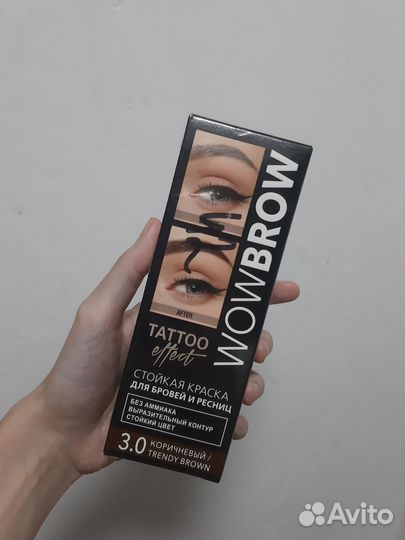 WOWBROW
AFTER
TATTOO
effect
СТОЙКАЯ КРАСКА
ДЛЯ БРОВЕЙ И РЕСНИЦ
БЕЗ АММИАКА
ВЫРАЗИТЕЛЬНЫЙ КОНТУР
СТОЙКИЙ ЦВЕТ
3.0 КОРИЧНЕВЫЙ /
TRENDY BROWN
Avito